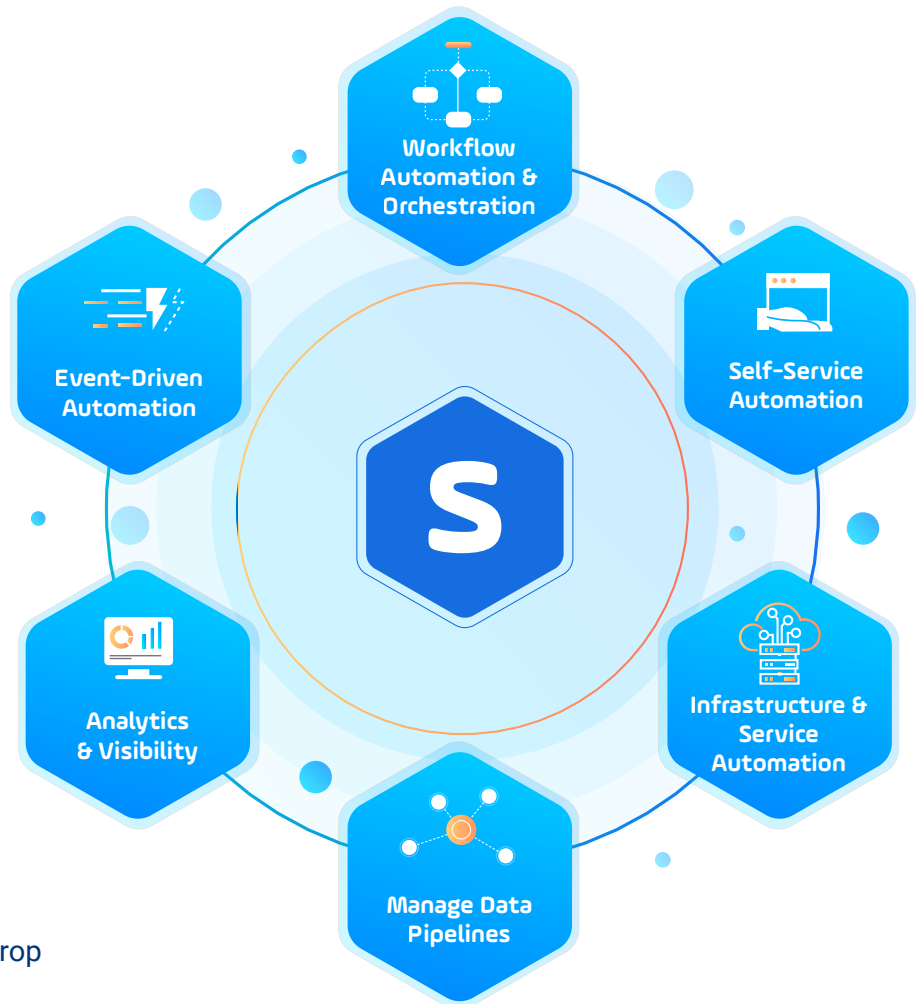 Workflow
Automation &
Orchestration
Event-Driven
Automation
Self-Service
Automation
S
Analytics
& Visibility
Infrastructure &
Service
Automation
Manage Data
Pipelines
rop